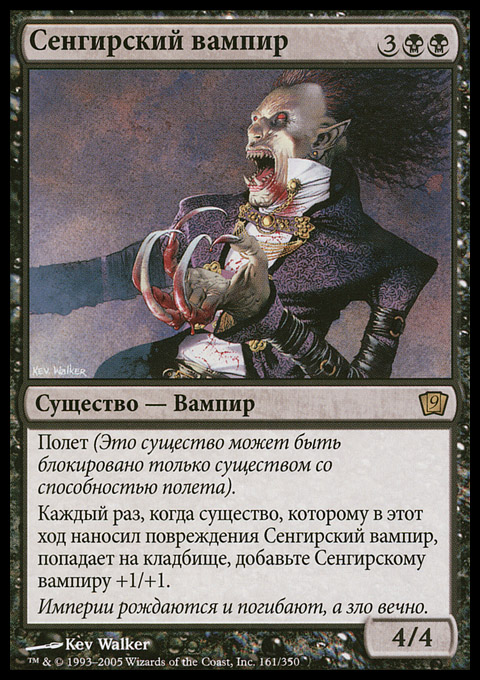 Сенгирский вампир 3
KEV WALKER
Существо — Вампир 9
Полет (Это существо может быть
блокировано только существом со
способностью полета).
Каждый раз, когда существо, которому в этот
ход наносил повреждения Сенгирский вампир,
попадает на кладбище, добавьте Сенгирскому
вампиру +1/+1.
Империи рождаются и погибают, а зло вечно.
Kev Walker
4/4
™ & © 1993–2005 Wizards of the Coast, Inc. 161/350